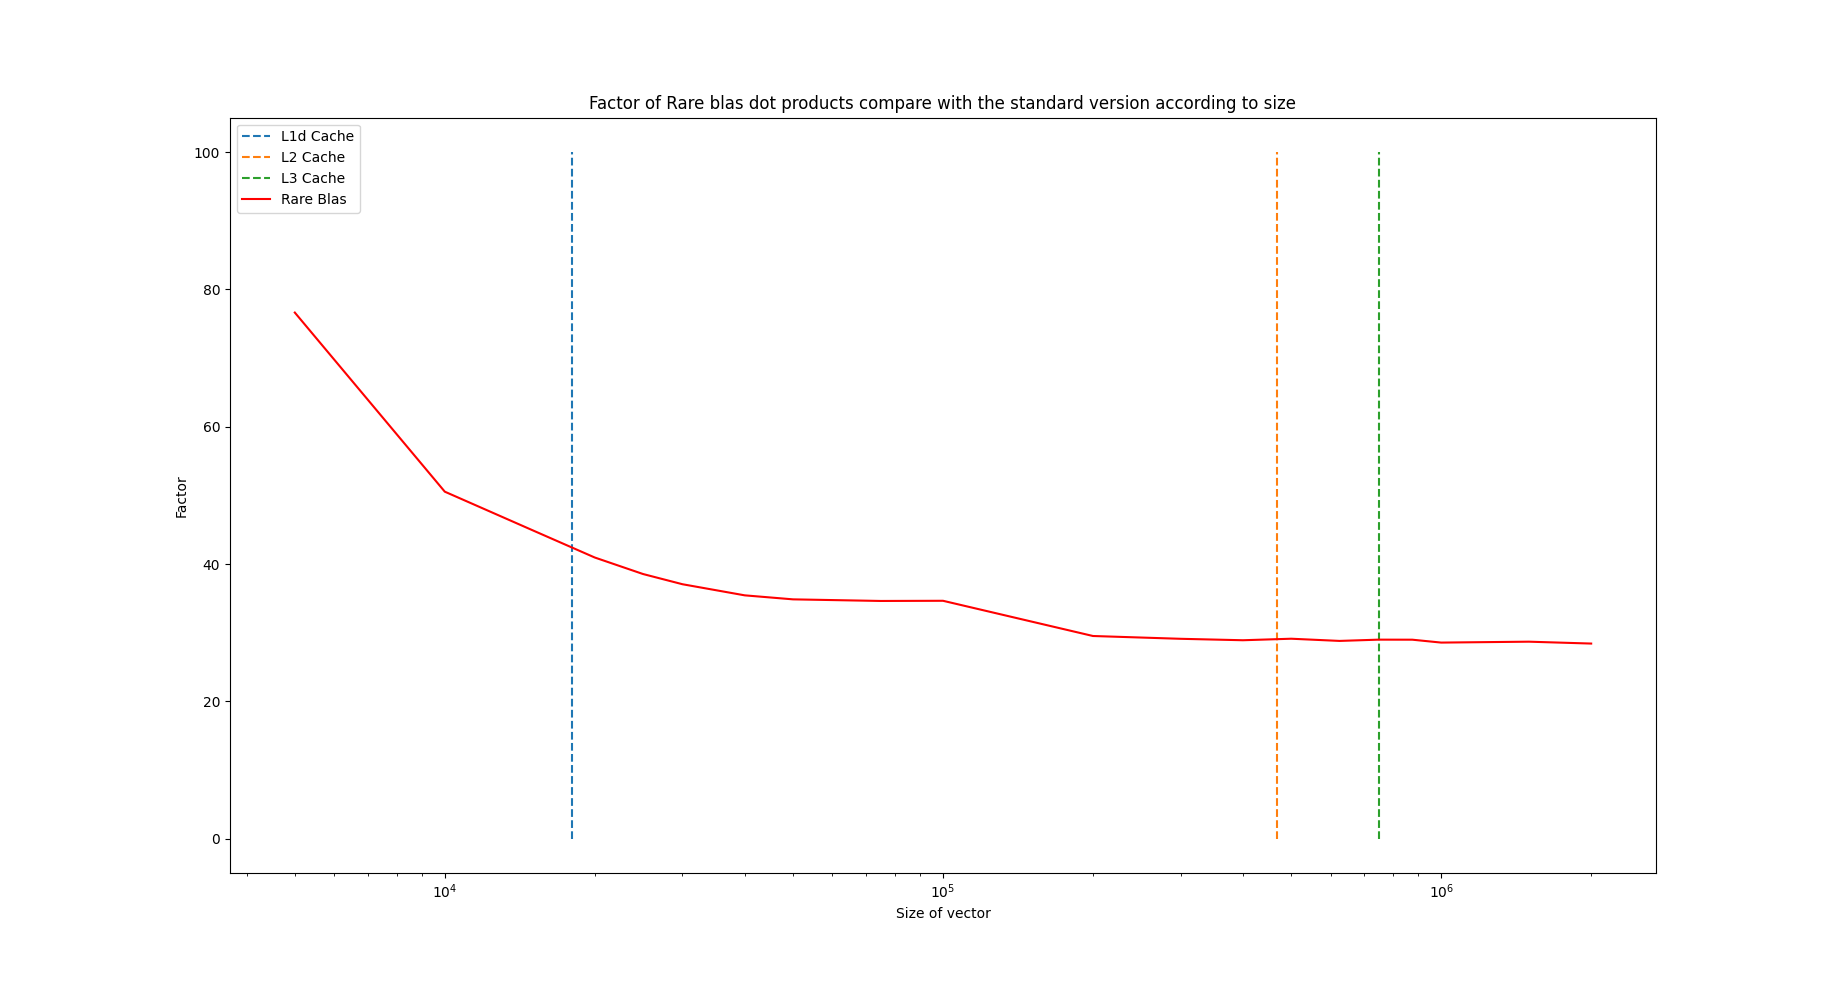 Factor of Rare blas dot products compare with the standard version according to size
L1d Cache
L2 Cache
L3 Cache
Rare Blas
100
80
60
40
20
0
Factor
10⁴ 10⁵ 10⁶
Size of vector